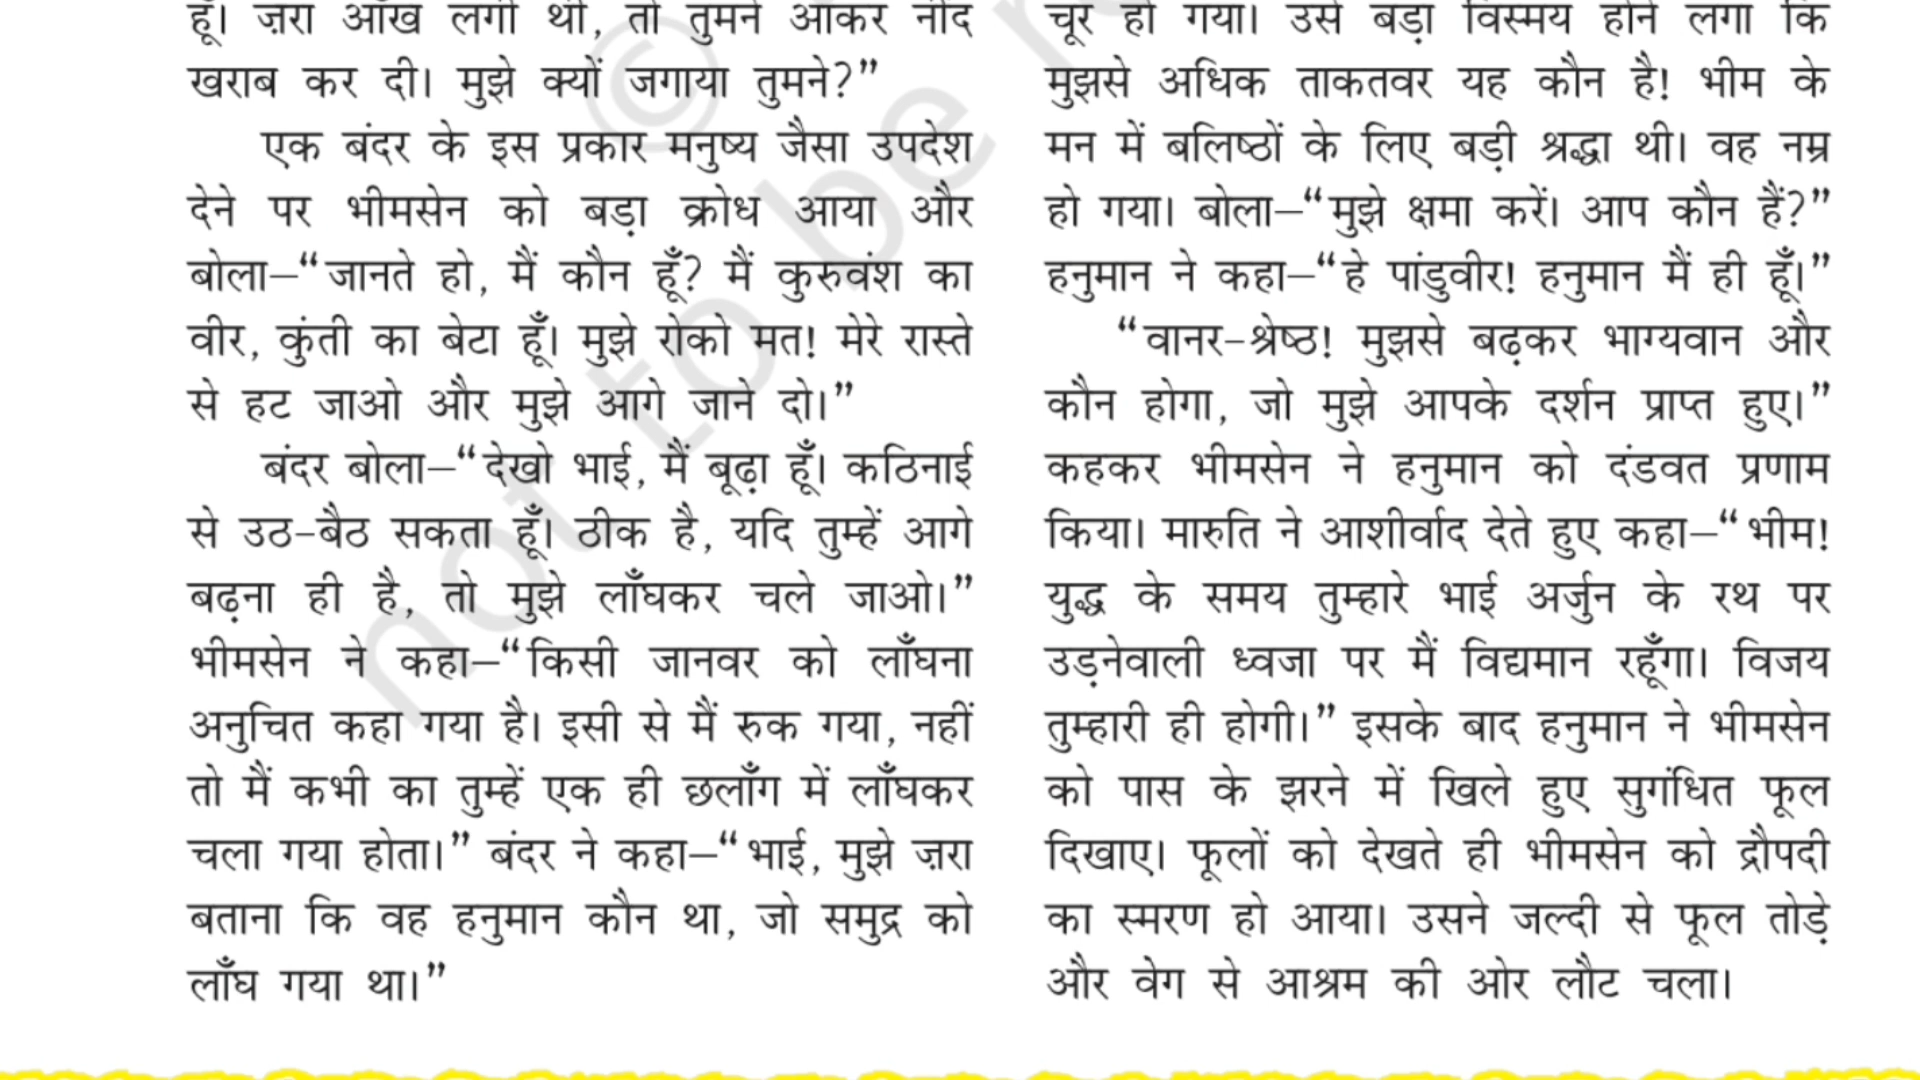 हूँ। ज़रा आँख लगी थी, तो तुमने आकर नींद
खराब कर दी। मुझे क्यों जगाया तुमने?”
एक बंदर के इस प्रकार मनुष्य जैसा उपदेश
देने पर भीमसेन को बड़ा क्रोध आया और
बोला–“जानते हो, मैं कौन हूँ? मैं कुरुवंश का
वीर, कुंती का बेटा हूँ। मुझे रोको मत! मेरे रास्ते
से हट जाओ और मुझे आगे जाने दो।”
बंदर बोला–“देखो भाई, मैं बूढ़ा हूँ। कठिनाई
से उठ-बैठ सकता हूँ। ठीक है, यदि तुम्हें आगे
बढ़ना ही है, तो मुझे लाँघकर चले जाओ।”
भीमसेन ने कहा–“किसी जानवर को लाँघना
अनुचित कहा गया है। इसी से मैं रुक गया, नहीं
तो मैं कभी का तुम्हें एक ही छलाँग में लाँघकर
चला गया होता।” बंदर ने कहा–“भाई, मुझे ज़रा
बताना कि वह हनुमान कौन था, जो समुद्र को
लाँघ गया था।”
चूर हो गया। उसे बड़ा विस्मय होने लगा कि
मुझसे अधिक ताकतवर यह कौन है! भीम के
मन में बलिष्ठों के लिए बड़ी श्रद्धा थी। वह नम्र
हो गया। बोला–“मुझे क्षमा करें। आप कौन हैं?”
हनुमान ने कहा–“हे पांडुवीर! हनुमान मैं ही हूँ।”
“वानर-श्रेष्ठ! मुझसे बढ़कर भाग्यवान और
कौन होगा, जो मुझे आपके दर्शन प्राप्त हुए।”
कहकर भीमसेन ने हनुमान को दंडवत प्रणाम
किया। मारुति ने आशीर्वाद देते हुए कहा–“भीम!
युद्ध के समय तुम्हारे भाई अर्जुन के रथ पर
उड़नेवाली ध्वजा पर मैं विद्यमान रहूँगा। विजय
तुम्हारी ही होगी।” इसके बाद हनुमान ने भीमसेन
को पास के झरने में खिले हुए सुगंधित फूल
दिखाए। फूलों को देखते ही भीमसेन को द्रौपदी
का स्मरण हो आया। उसने जल्दी से फूल तोड़े
और वेग से आश्रम की ओर लौट चला।
©
not to be